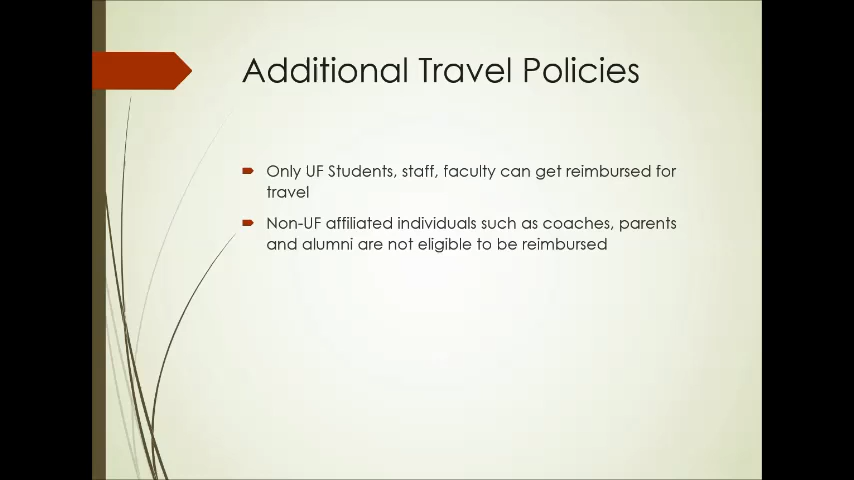 Additional Travel Policies
Only UF Students, staff, faculty can get reimbursed for
travel
Non-UF affiliated individuals such as coaches, parents
and alumni are not eligible to be reimbursed